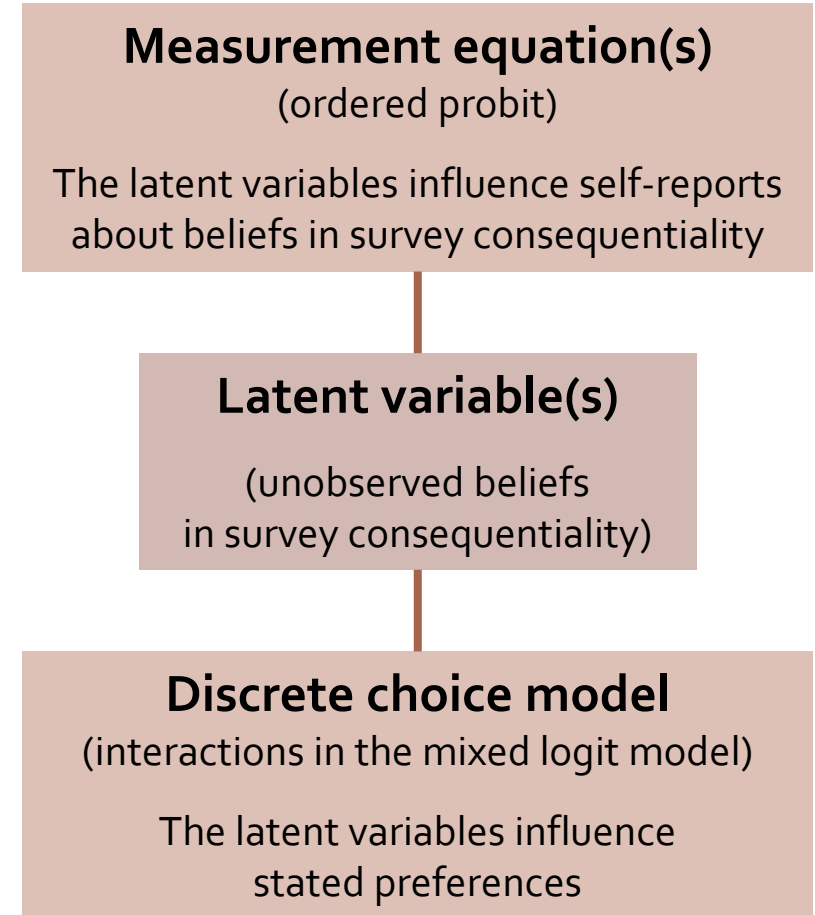 Measurement equation(s)
(ordered probit)
The latent variables influence self-reports
about beliefs in survey consequentiality
Latent variable(s)
(unobserved beliefs
in survey consequentiality)
Discrete choice model
(interactions in the mixed logit model)
The latent variables influence
stated preferences